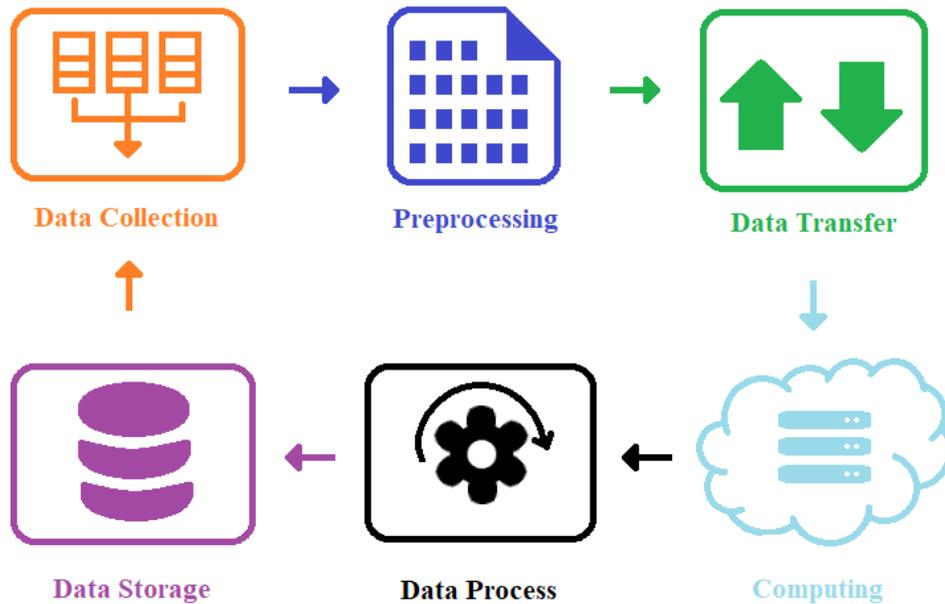 Data Collection
Preprocessing
Data Transfer
Data Storage
Data Process
Computing